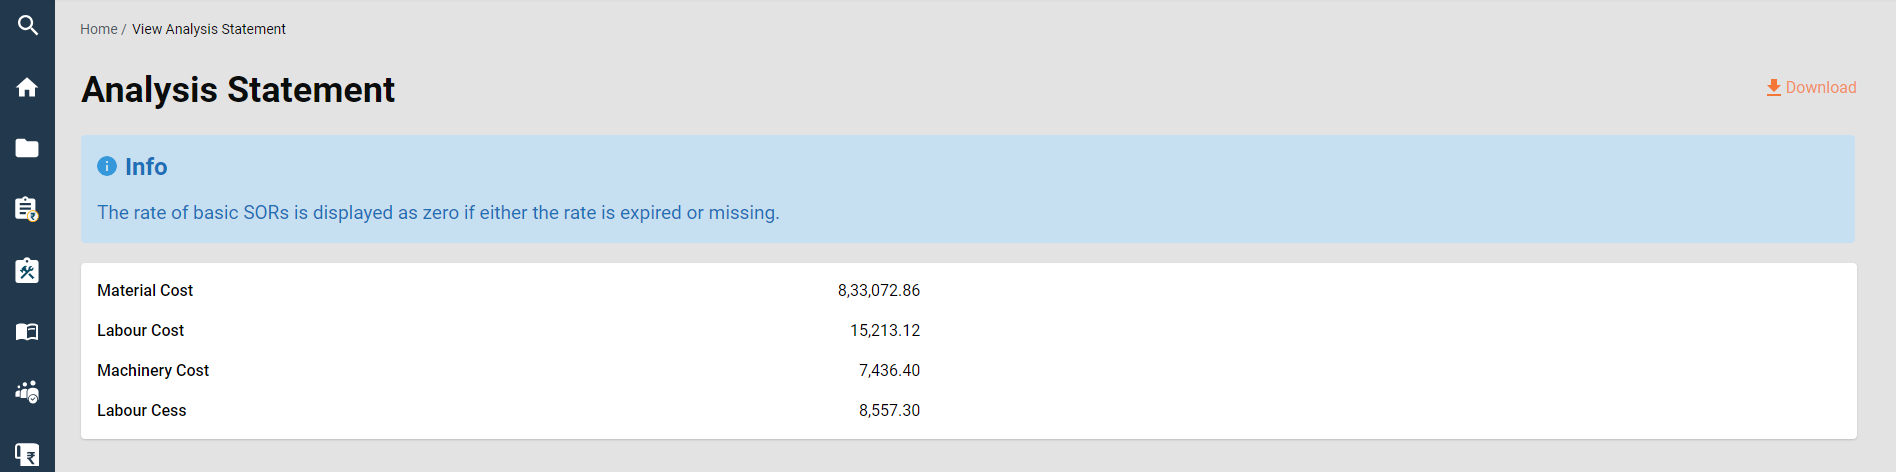 Home / View Analysis Statement
Analysis Statement
Download
Info
The rate of basic SORs is displayed as zero if either the rate is expired or missing.
Material Cost 8,33,072.86
Labour Cost 15,213.12
Machinery Cost 7,436.40
Labour Cess 8,557.30